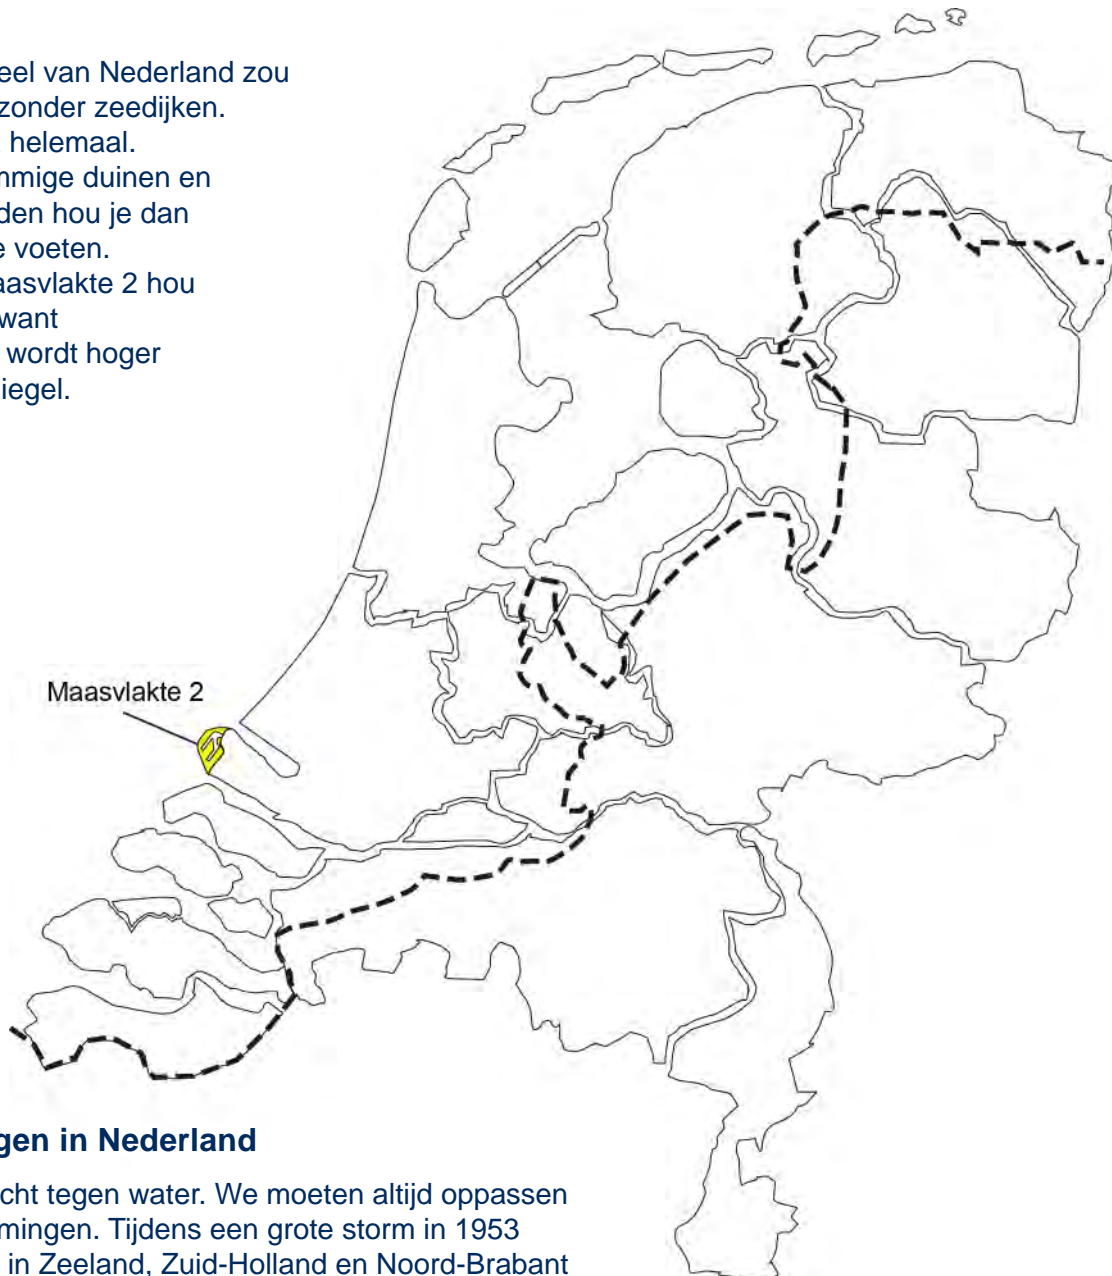 eel van Nederland zou
zonder zeedijken.
helemaal.
mmige duinen en
den hou je dan
e voeten.
aasvlakte 2 hou
want
wordt hoger
iegel.
Maasvlakte 2
gen in Nederland
cht tegen water. We moeten altijd oppassen
mingen. Tijdens een grote storm in 1953
in Zeeland, Zuid-Holland en Noord-Brabant